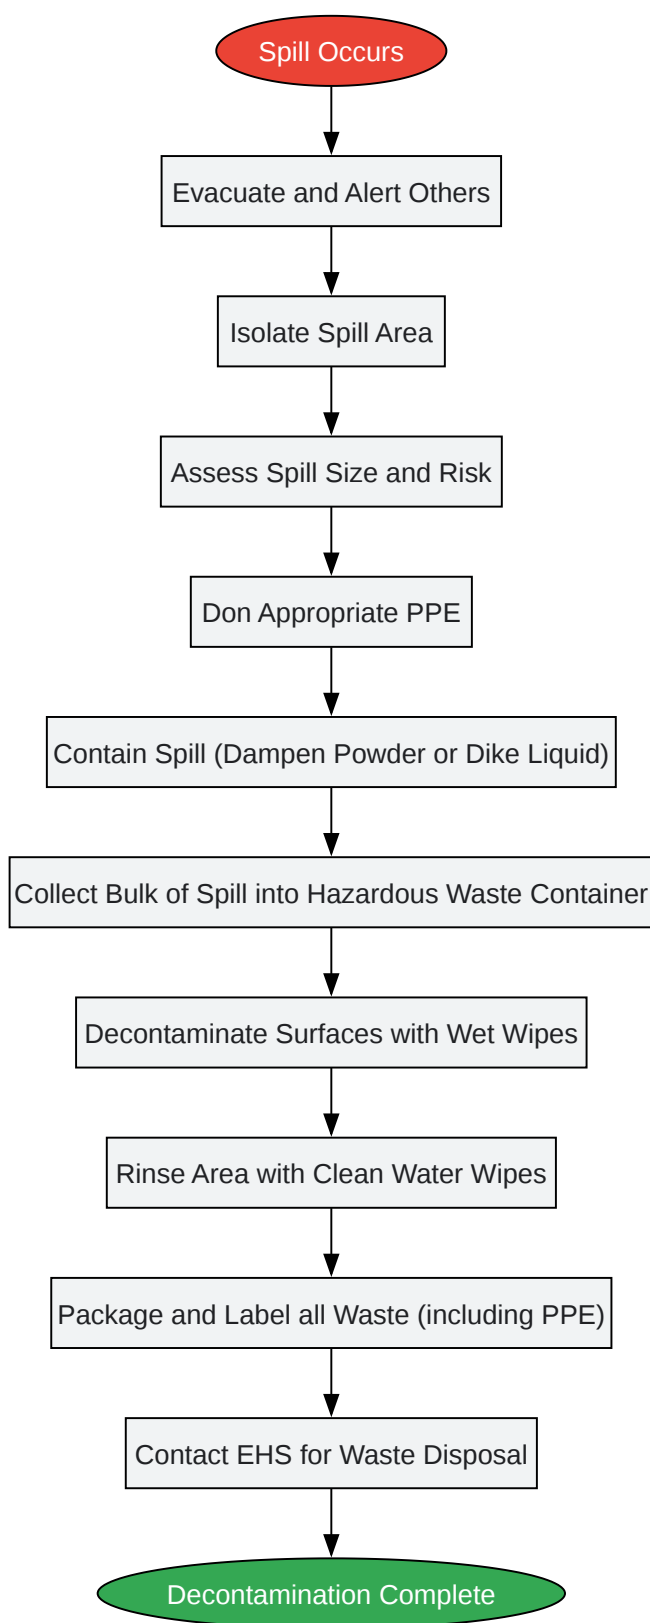 Spill Occurs
Evacuate and Alert Others
Isolate Spill Area
Assess Spill Size and Risk
Don Appropriate PPE
Contain Spill (Dampen Powder or Dike Liquid)
Collect Bulk of Spill into Hazardous Waste Container
Decontaminate Surfaces with Wet Wipes
Rinse Area with Clean Water Wipes
Package and Label all Waste (including PPE)
Contact EHS for Waste Disposal
Decontamination Complete